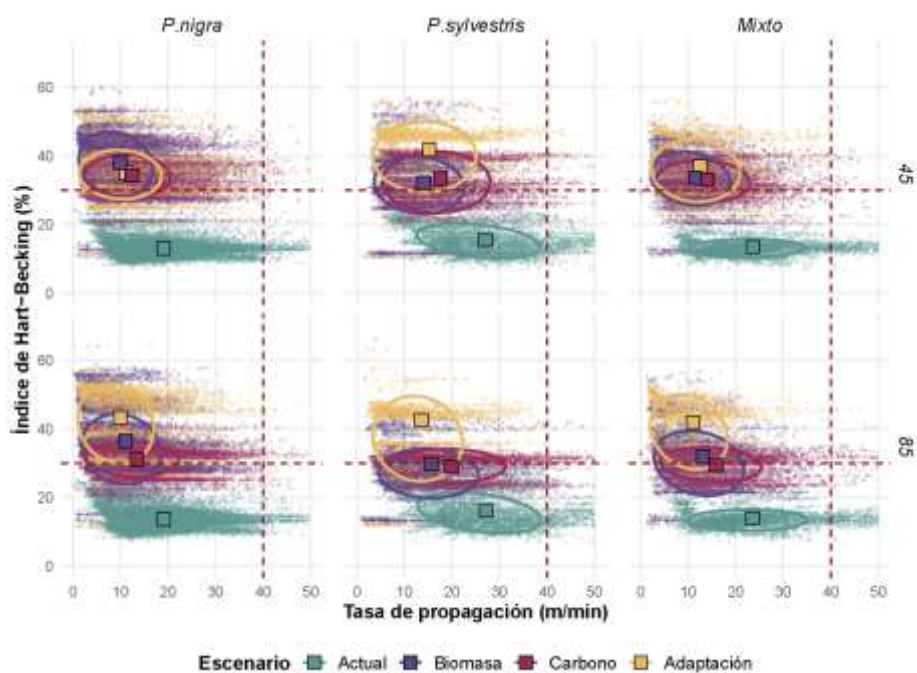 P.nigra P.sylvestris Mixto
Índice de Hart-Becking (%)
60
40
20
0
45
60
40
20
0
85
0 10 20 30 40 50 0 10 20 30 40 50 0 10 20 30 40 50
Tasa de propagación (m/min)
Escenario Actual Biomasa Carbono Adaptación